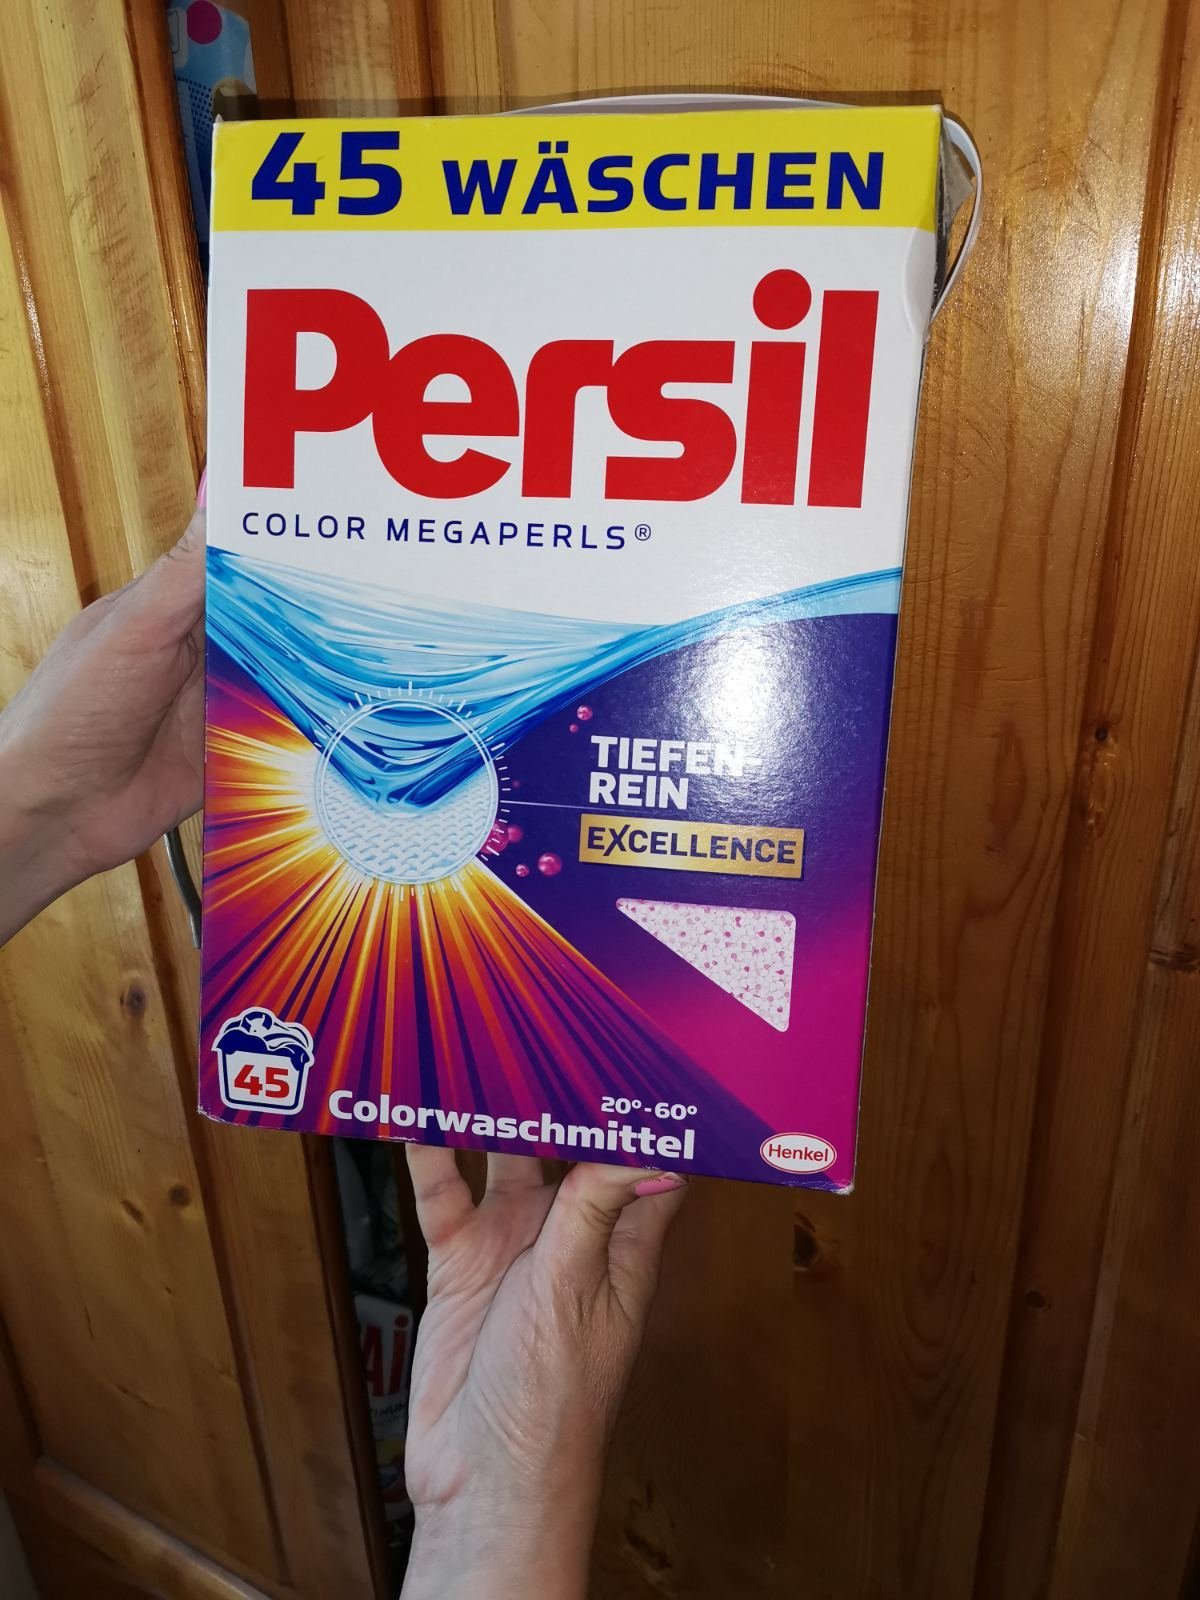 45 WÄSCHEN
Persil
COLOR MEGAPERLS®
TIEFEN-
REIN
EXCELLENCE
45
20°-60°
Colorwaschmittel
Henkel